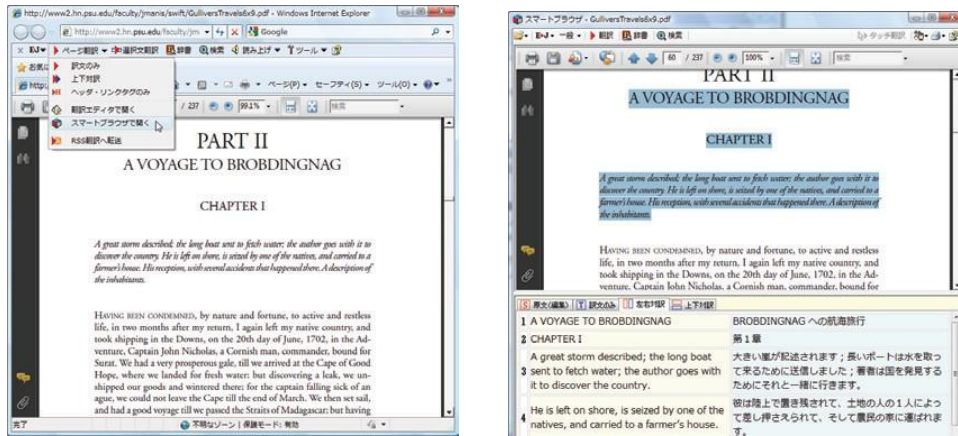 http://www2.hn.psu.edu/faculty/jmanis/swift/GulliversTravels6x9.pdf - Windows Internet Explorer
http://www2.hn.psu.edu/faculty/jm
Google
EJ ページ翻訳 選択文翻訳 辞書 検索 読み上げ ツール
お気に
訳文のみ
上下対訳
ヘッダ・リンクタグのみ
翻訳エディタで開く
スマートブラウザで開く
RSS翻訳へ転送
ページ(P) セーフティ(S) ツール(O)
/ 237 99.1% 検索
PART II
A VOYAGE TO BROBDINGNAG
CHAPTER I
A great storm described; the long boat sent to fetch water; the author goes with it to
discover the country. He is left on shore, is seized by one of the natives, and carried to a
farmer's house. His reception, with several accidents that happened there. A description of
the inhabitants.
HAVING BEEN CONDEMNED, by nature and fortune, to active and restless
life, in two months after my return, I again left my native country, and
took shipping in the Downs, on the 20th day of June, 1702, in the Ad-
venture, Captain John Nicholas, a Cornish man, commander, bound for
Surat. We had a very prosperous gale, till we arrived at the Cape of Good
Hope, where we landed for fresh water; but discovering a leak, we un-
shipped our goods and wintered there; for the captain falling sick of an
ague, we could not leave the Cape till the end of March. We then set sail,
and had a good voyage till we passed the Straits of Madagascar; but having
完了 不明なゾーン | 保護モード: 有効
スマートブラウザ - GulliversTravels6x9.pdf
EJ 一般 翻訳 辞書 検索 タッチ翻訳
60 / 237 100% 検索
PART II
A VOYAGE TO BROBDINGNAG
CHAPTER I
A great storm described; the long boat sent to fetch water; the author goes with it to
discover the country. He is left on shore, is seized by one of the natives, and carried to a
farmer's house. His reception, with several accidents that happened there. A description of
the inhabitants.
HAVING BEEN CONDEMNED, by nature and fortune, to active and restless
life, in two months after my return, I again left my native country, and
took shipping in the Downs, on the 20th day of June, 1702, in the Ad-
venture, Captain John Nicholas, a Cornish man, commander, bound for
原文(編集) 訳文のみ 左右対訳 上下対訳
1 A VOYAGE TO BROBDINGNAG BROBDINGNAG への航海旅行
2 CHAPTER I 第1章
A great storm described; the long boat 大きい嵐が記述されます；長いボートは水を取っ
3 sent to fetch water; the author goes with て来るために送信しました；著者は国を発見する
it to discover the country. ためにそれと一緒に行きます。
4 He is left on shore, is seized by one of the 彼は陸上で置き残されて、土地の人の1人によっ
natives, and carried to a farmer's house. て差し押さえられて、そして農民の家に運ばれま
す。